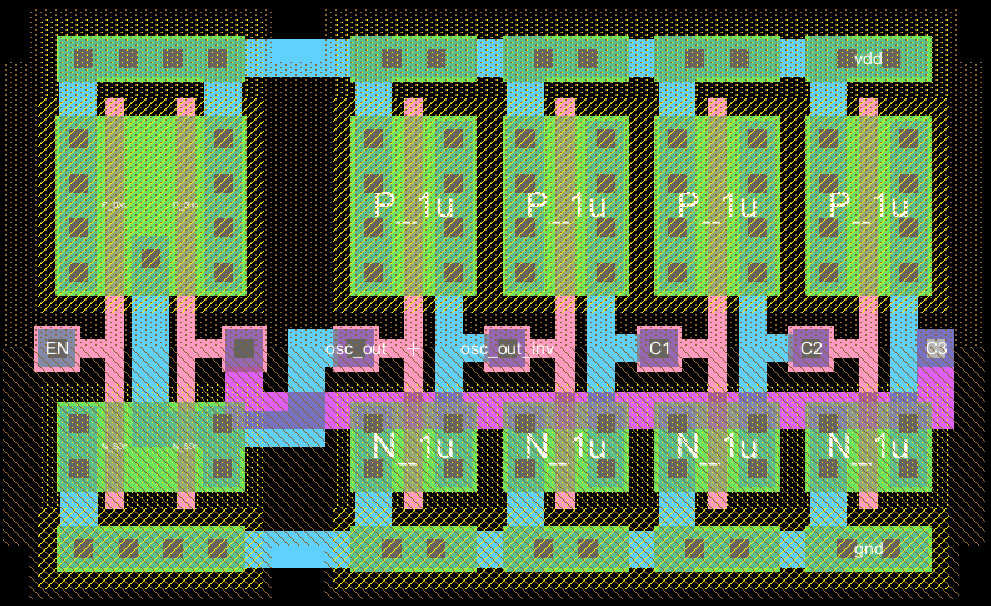 vdd
P_1u P_1u P_1u P_1u
EN osc_out osc_out_inv C1 C2 C3
N_1u N_1u N_1u N_1u
gnd